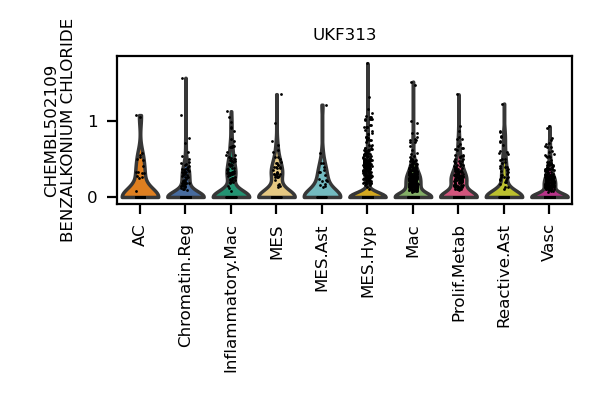 UKF313
CHEMBL502109
BENZALKONIUM CHLORIDE
1
0
AC
Chromatin.Reg
Inflammatory.Mac
MES
MES.Ast
MES.Hyp
Mac
Prolif.Metab
Reactive.Ast
Vasc